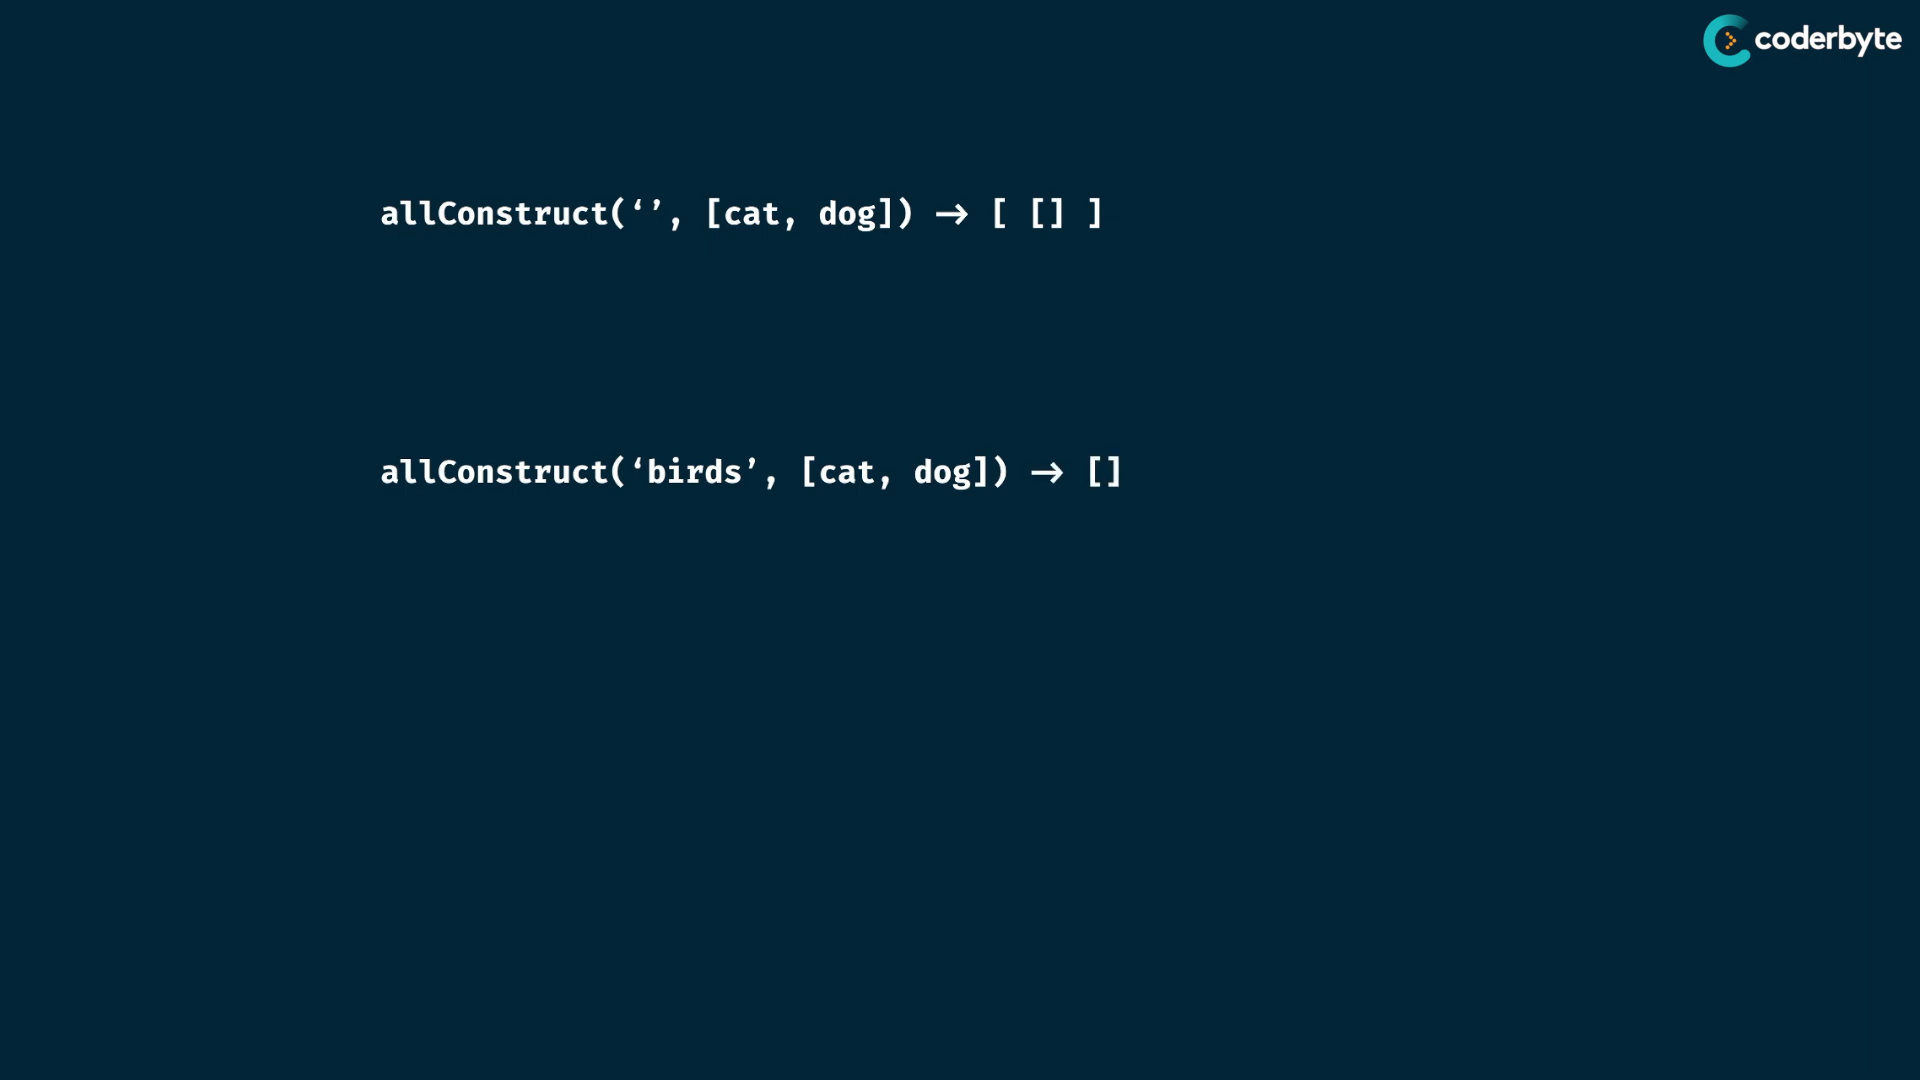 coderbyte
allConstruct(‘’, [cat, dog]) → [ [] ]
allConstruct(‘birds’, [cat, dog]) → []